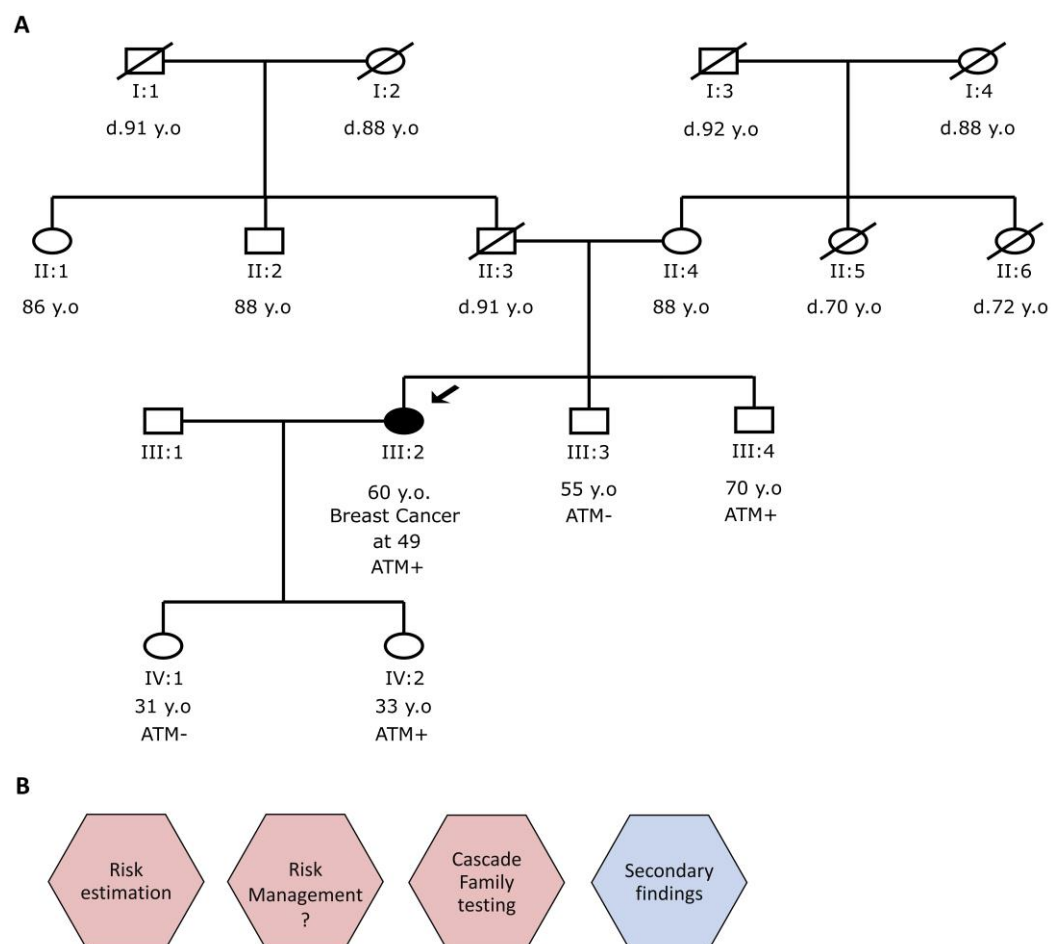 A
I:1
I:2
I:3
I:4
d.91 y.o
d.88 y.o
d.92 y.o
d.88 y.o
II:1
II:2
II:3
II:4
II:5
II:6
86 y.o
88 y.o
d.91 y.o
88 y.o
d.70 y.o
d.72 y.o
III:1
III:2
III:3
III:4
60 y.o.
Breast Cancer
at 49
ATM+
55 y.o
ATM-
70 y.o
ATM+
IV:1
31 y.o
ATM-
IV:2
33 y.o
ATM+
B
Risk
estimation
Risk
Management
?
Cascade
Family
testing
Secondary
findings